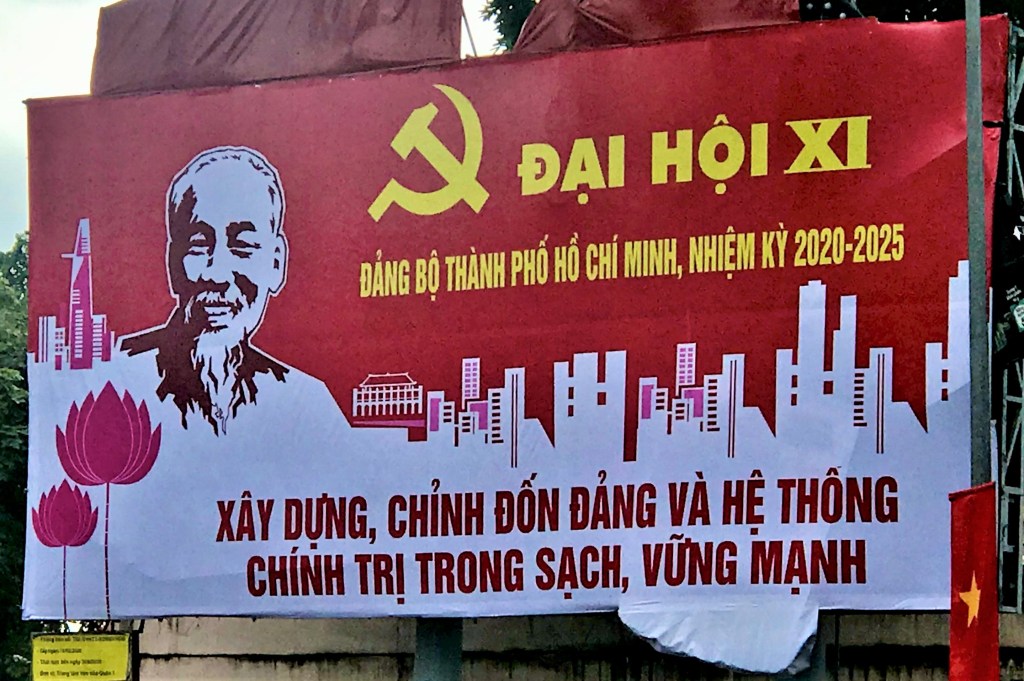 ĐẠI HỘI XI
ĐẢNG BỘ THÀNH PHỐ HỒ CHÍ MINH, NHIỆM KỲ 2020-2025
XÂY DỰNG, CHỈNH ĐỐN ĐẢNG VÀ HỆ THỐNG
CHÍNH TRỊ TRONG SẠCH, VỮNG MẠNH